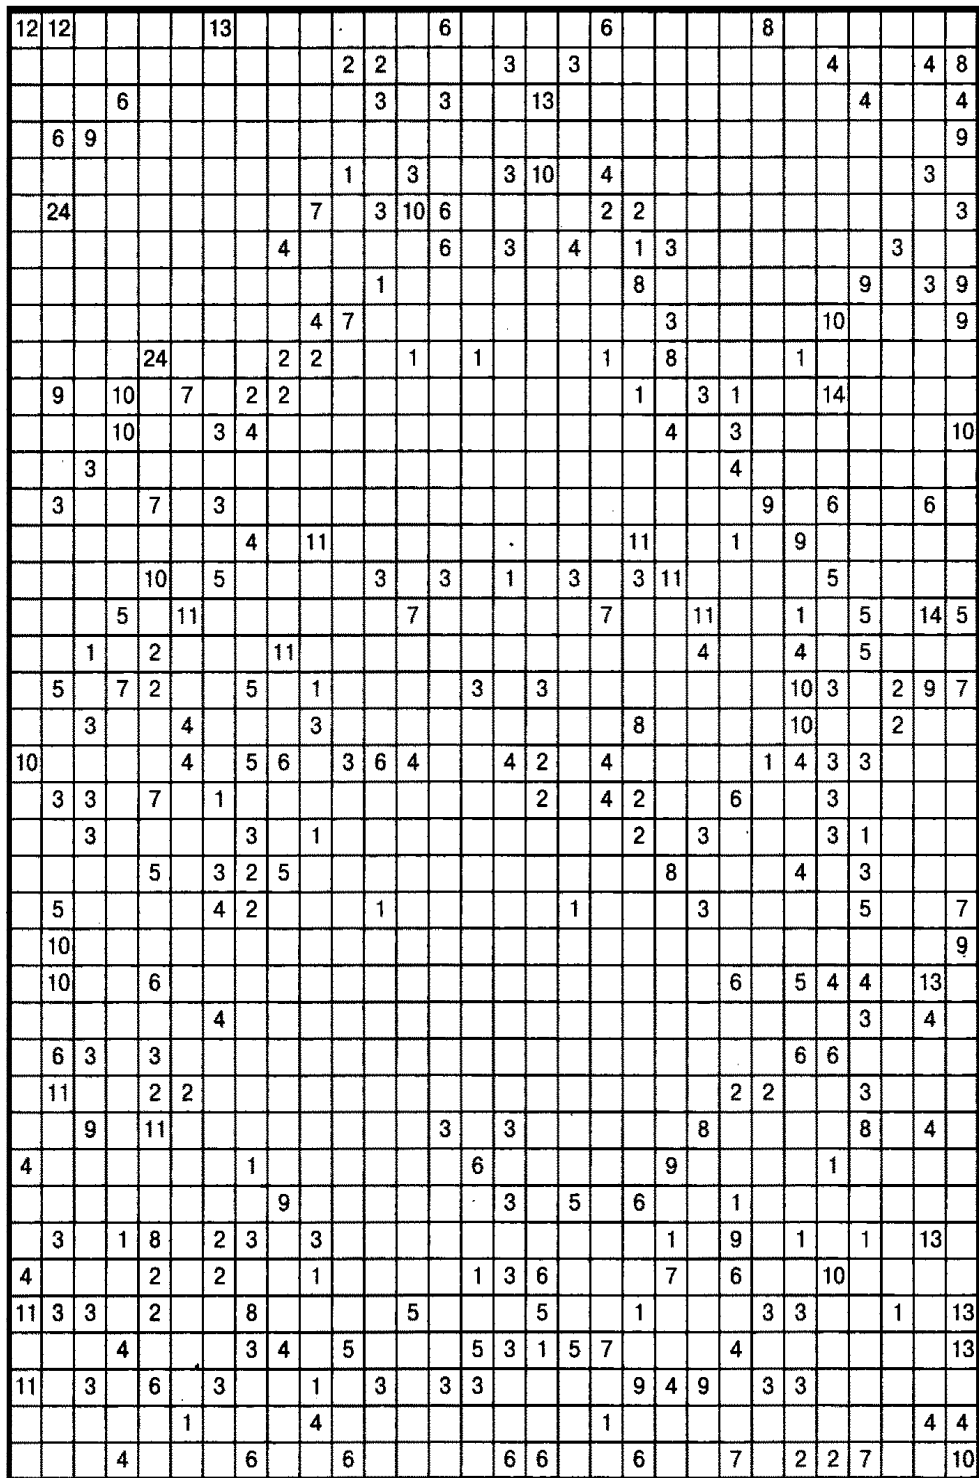 12 12 13 6 6 8
2 2 3 3 4 4 8
6 3 3 13 4 4
6 9 9
1 3 3 10 4 3
24 7 3 10 6 2 2 3
4 6 3 4 1 3 3
1 8 9 3 9
4 7 3 10 9
24 2 2 1 1 1 8 1
9 10 7 2 2 1 3 1 14
10 3 4 4 3 10
3 4
3 7 3 9 6 6
4 11 11 1 9
10 5 3 3 1 3 3 11 5
5 11 7 7 11 1 5 14 5
1 2 11 4 4 5
5 7 2 5 1 3 3 10 3 2 9 7
3 4 3 8 10 2
10 4 5 6 3 6 4 4 2 4 1 4 3 3
3 3 7 1 2 4 2 6 3
3 3 1 2 3 3 1
5 3 2 5 8 4 3
5 4 2 1 1 3 5 7
10 9
10 6 6 5 4 4 13
4 3 4
6 3 3 6 6
11 2 2 2 2 3
9 11 3 3 8 8 4
4 1 6 9 1
9 3 5 6 1
3 1 8 2 3 3 1 9 1 1 13
4 2 2 1 1 3 6 7 6 10
11 3 3 2 8 5 5 1 3 3 1 13
4 3 4 5 5 3 1 5 7 4 13
11 3 6 3 1 3 3 3 9 4 9 3 3
1 4 1 4 4
4 6 6 6 6 6 7 2 2 7 10